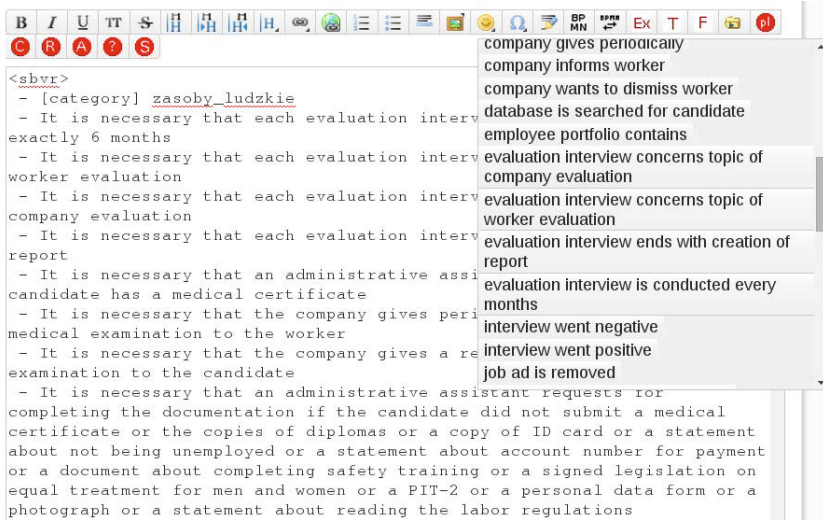 B I U TT S H H H H Ω BP MN BPMN Ex T F pl
C R A ? S
<sbvr>
- [category] zasoby_ludzkie
- It is necessary that each evaluation interv
exactly 6 months
- It is necessary that each evaluation interv
worker evaluation
- It is necessary that each evaluation interv
company evaluation
- It is necessary that each evaluation interv
report
- It is necessary that an administrative assi
candidate has a medical certificate
- It is necessary that the company gives peri
medical examination to the worker
- It is necessary that the company gives a re
examination to the candidate
- It is necessary that an administrative assistant requests for
completing the documentation if the candidate did not submit a medical
certificate or the copies of diplomas or a copy of ID card or a statement
about not being unemployed or a statement about account number for payment
or a document about completing safety training or a signed legislation on
equal treatment for men and women or a PIT-2 or a personal data form or a
photograph or a statement about reading the labor regulations
company gives periodically
company informs worker
company wants to dismiss worker
database is searched for candidate
employee portfolio contains
evaluation interview concerns topic of
company evaluation
evaluation interview concerns topic of
worker evaluation
evaluation interview ends with creation of
report
evaluation interview is conducted every
months
interview went negative
interview went positive
job ad is removed